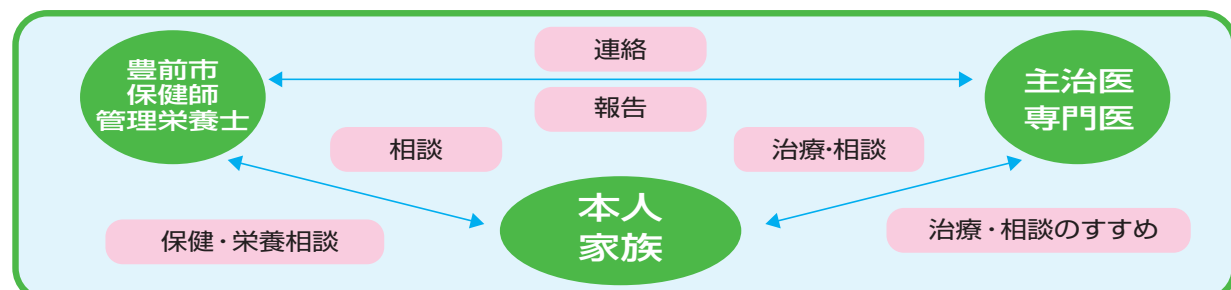 連絡
豊前市
保健師
管理栄養士
主治医
専門医
報告
相談
治療・相談
本人
家族
保健・栄養相談
治療・相談のすすめ